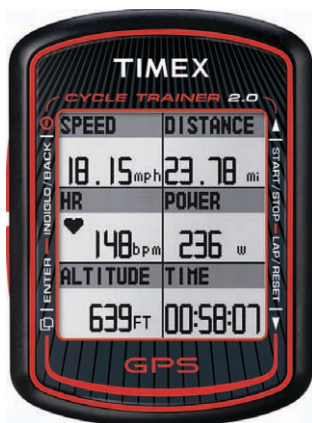 TIMEX
CYCLE TRAINER 2.0
SPEED DISTANCE
18.15mph 23.78 mi
HR POWER
148bpm 236 w
ALTITUDE TIME
639FT 00:58:07
GPS
ENTER – INDIGLO/BACK
START/STOP – LAP/RESET